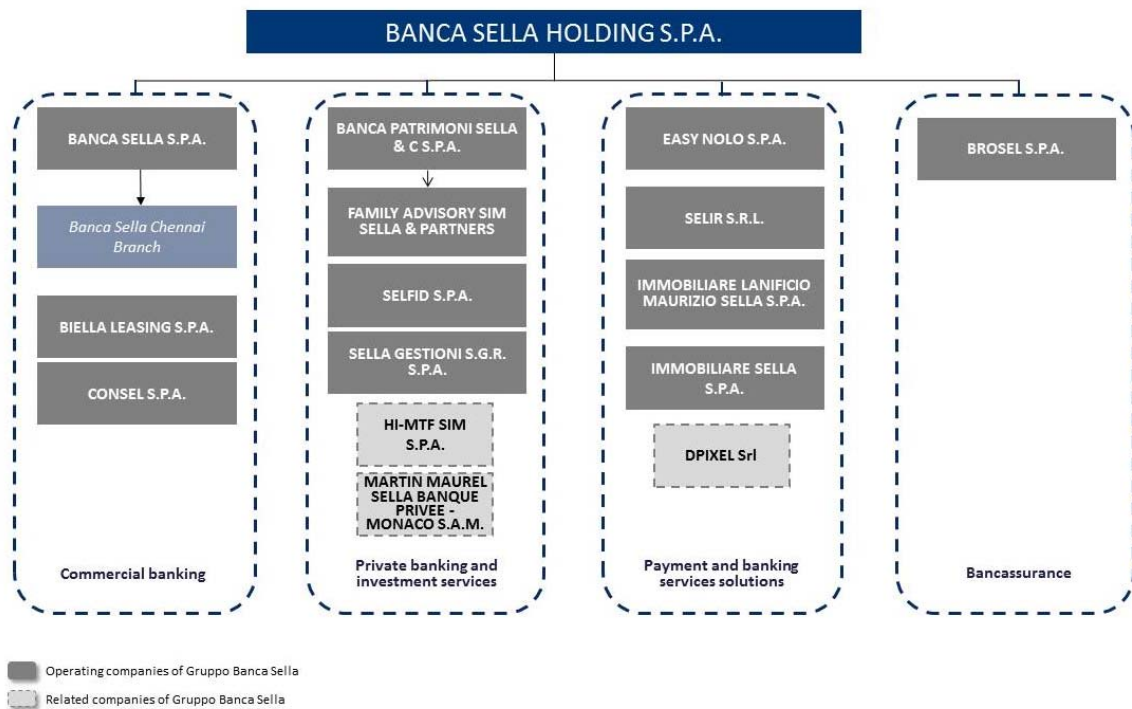 BANCA SELLA HOLDING S.P.A.
BANCA SELLA S.P.A.
Banca Sella Chennai
Branch
BIELLA LEASING S.P.A.
CONSEL S.P.A.
Commercial banking
BANCA PATRIMONI SELLA
& C S.P.A.
FAMILY ADVISORY SIM
SELLA & PARTNERS
SELFID S.P.A.
SELLA GESTIONI S.G.R.
S.P.A.
HI-MTF SIM
S.P.A.
MARTIN MAUREL
SELLA BANQUE
PRIVEE -
MONACO S.A.M.
Private banking and
investment services
EASY NOLO S.P.A.
SELIR S.R.L.
IMMOBILIARE LANIFICIO
MAURIZIO SELLA S.P.A.
IMMOBILIARE SELLA
S.P.A.
DPIXEL Srl
Payment and banking
services solutions
BROSEL S.P.A.
Bancassurance
Operating companies of Gruppo Banca Sella
Related companies of Gruppo Banca Sella